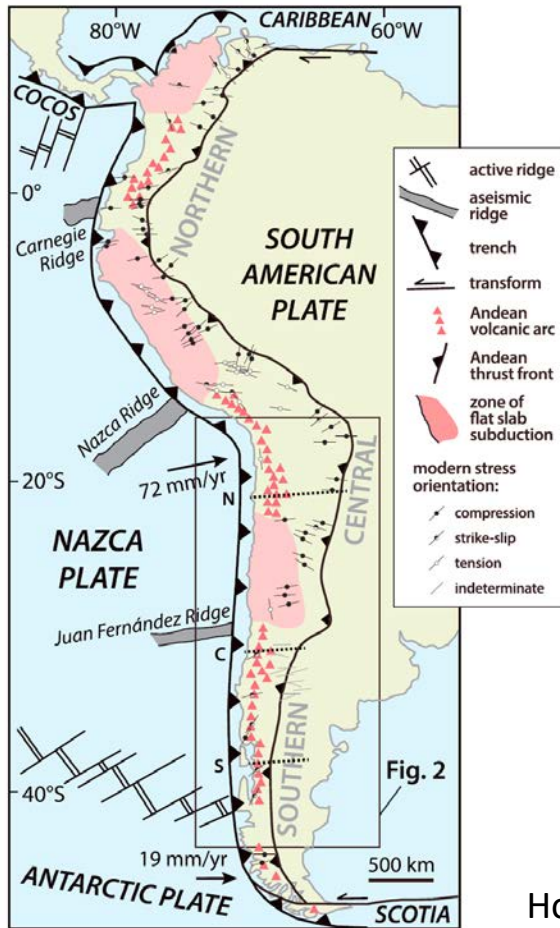 80°W
CARIBBEAN
60°W
COCOS
0°
Carnegie
Ridge
NORTHERN
SOUTH
AMERICAN
PLATE
Nazca Ridge
72 mm/yr
20°S
N
CENTRAL
NAZCA
PLATE
Juan Fernández Ridge
C
S
SOUTHERN
Fig. 2
40°S
19 mm/yr
500 km
ANTARCTIC PLATE
SCOTIA
active ridge
aseismic
ridge
trench
transform
Andean
volcanic arc
Andean
thrust front
zone of
flat slab
subduction
modern stress
orientation:
compression
strike-slip
tension
indeterminate
Ho